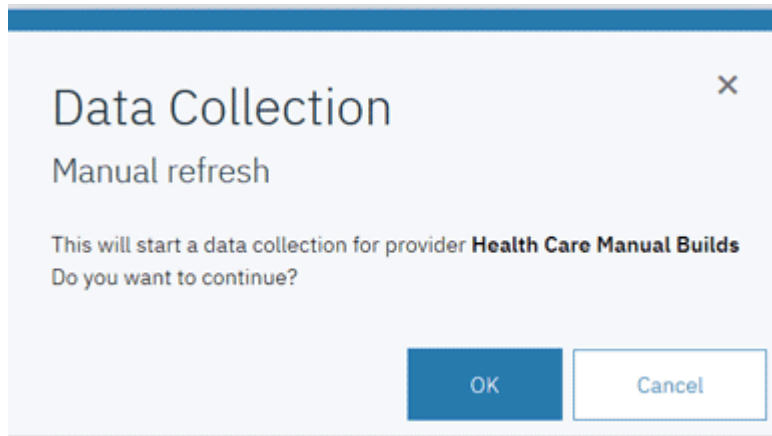 Data Collection
Manual refresh
This will start a data collection for provider Health Care Manual Builds
Do you want to continue?
OK
Cancel